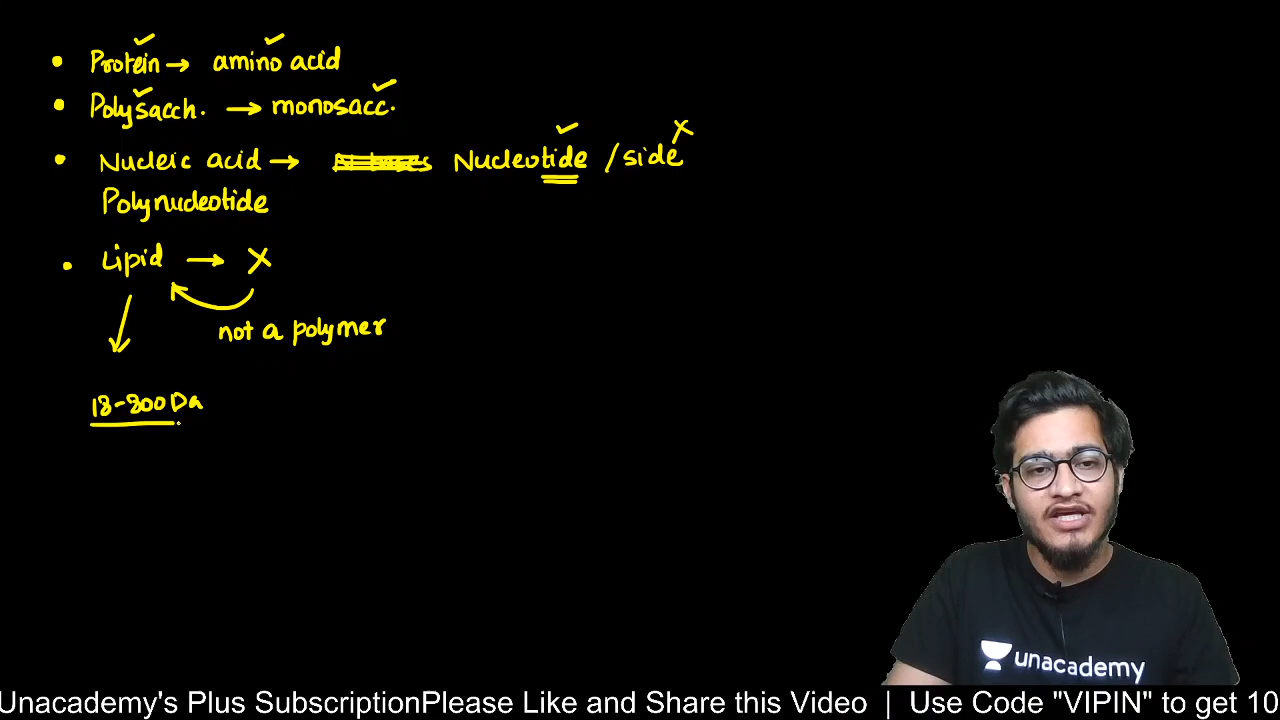 • Protein → amino acid
• Polysacch. → monosacc.
• Nucleic acid → Nucleotide / side
Polynucleotide
• Lipid → X
not a polymer
18-800 Da
unacademy
Unacademy's Plus SubscriptionPlease Like and Share this Video | Use Code "VIPIN" to get 10